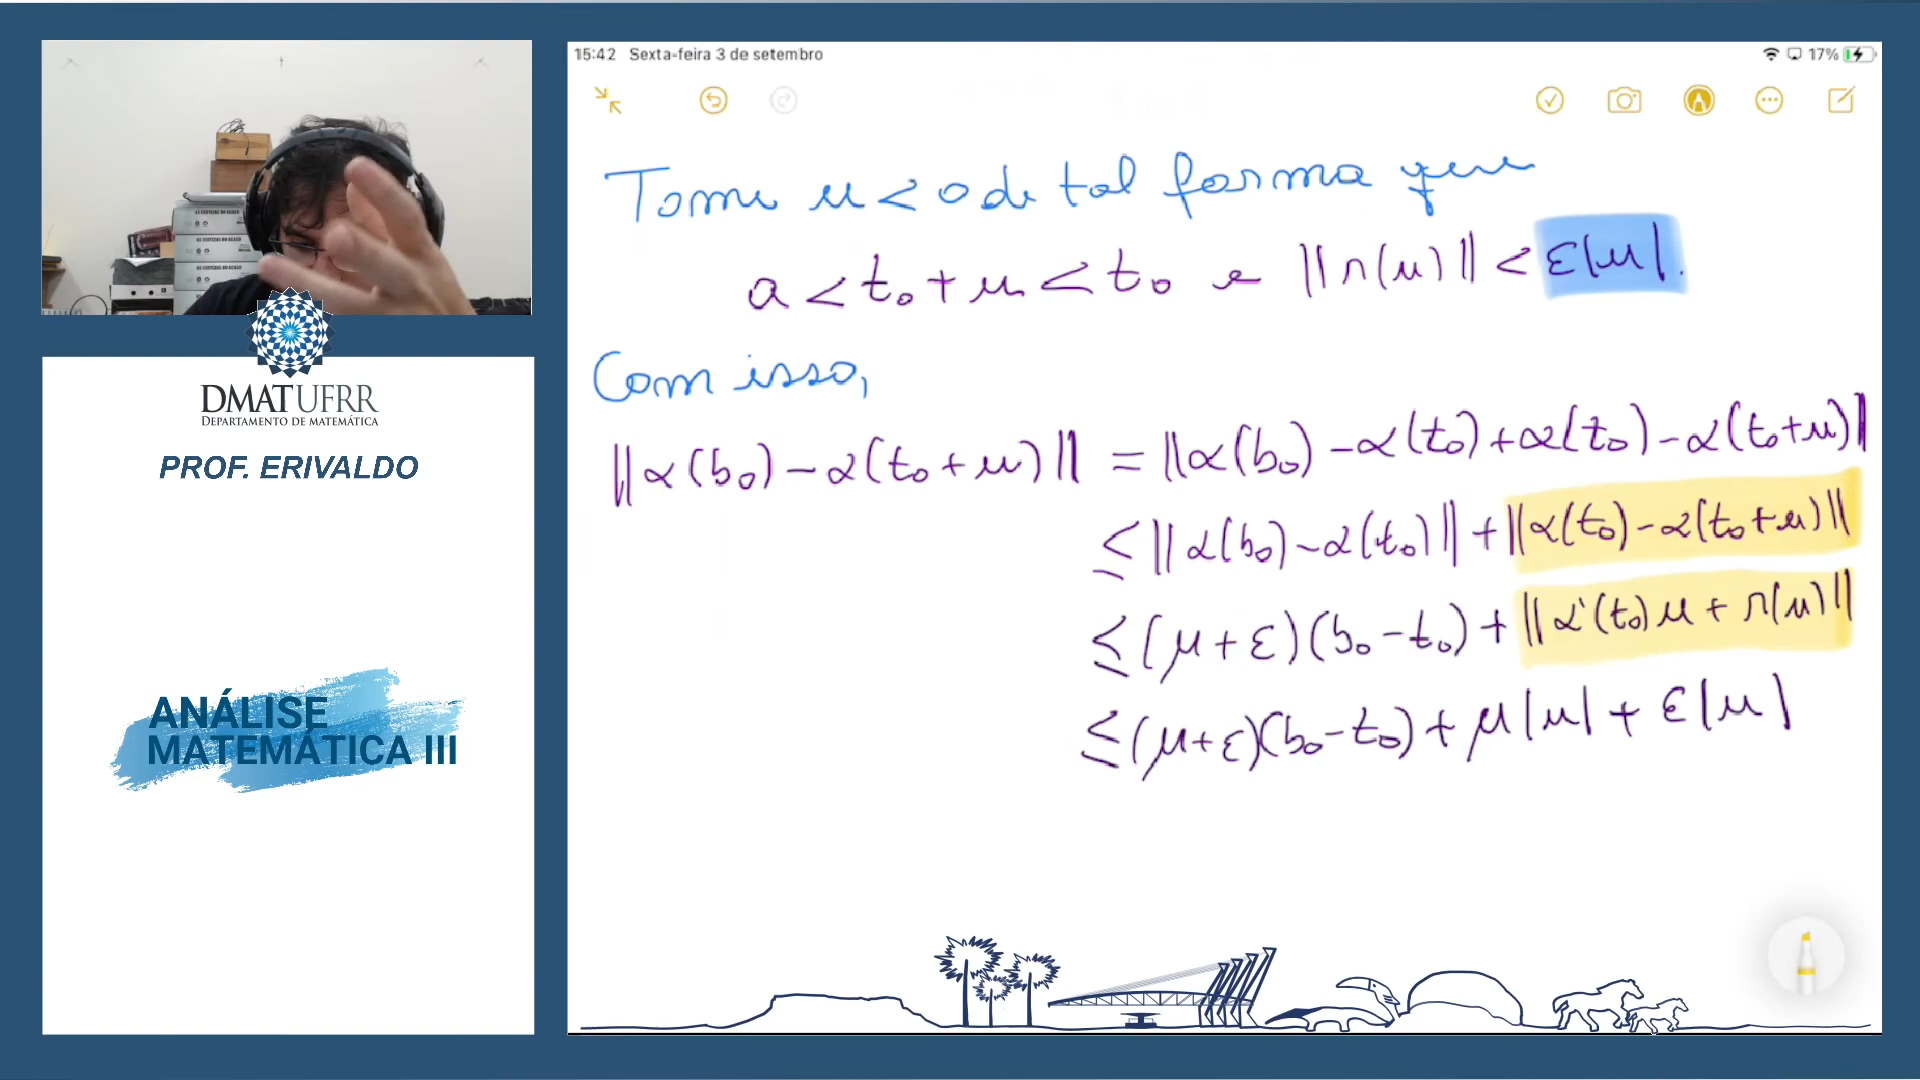 15:42 Sexta-feira 3 de setembro
17%
Tome u < 0 de tal forma que
a < t₀ + u < t₀ e ||r(u)|| < ε|u|.
Com isso,
||α(b₀) - α(t₀ + u)|| = ||α(b₀) - α(t₀) + α(t₀) - α(t₀+u)||
≤ ||α(b₀) - α(t₀)|| + ||α(t₀) - α(t₀+u)||
≤ (μ + ε)(b₀ - t₀) + ||α'(t₀)u + r(u)||
≤ (μ+ε)(b₀ - t₀) + μ|u| + ε|u|
DMATUFRR
DEPARTAMENTO DE MATEMÁTICA
PROF. ERIVALDO
ANÁLISE
MATEMÁTICA III